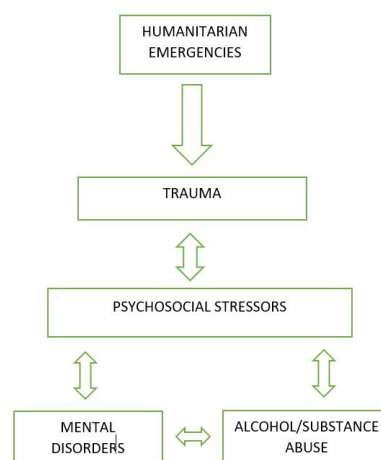 HUMANITARIAN
EMERGENCIES
TRAUMA
PSYCHOSOCIAL STRESSORS
MENTAL
DISORDERS
ALCOHOL/SUBSTANCE
ABUSE